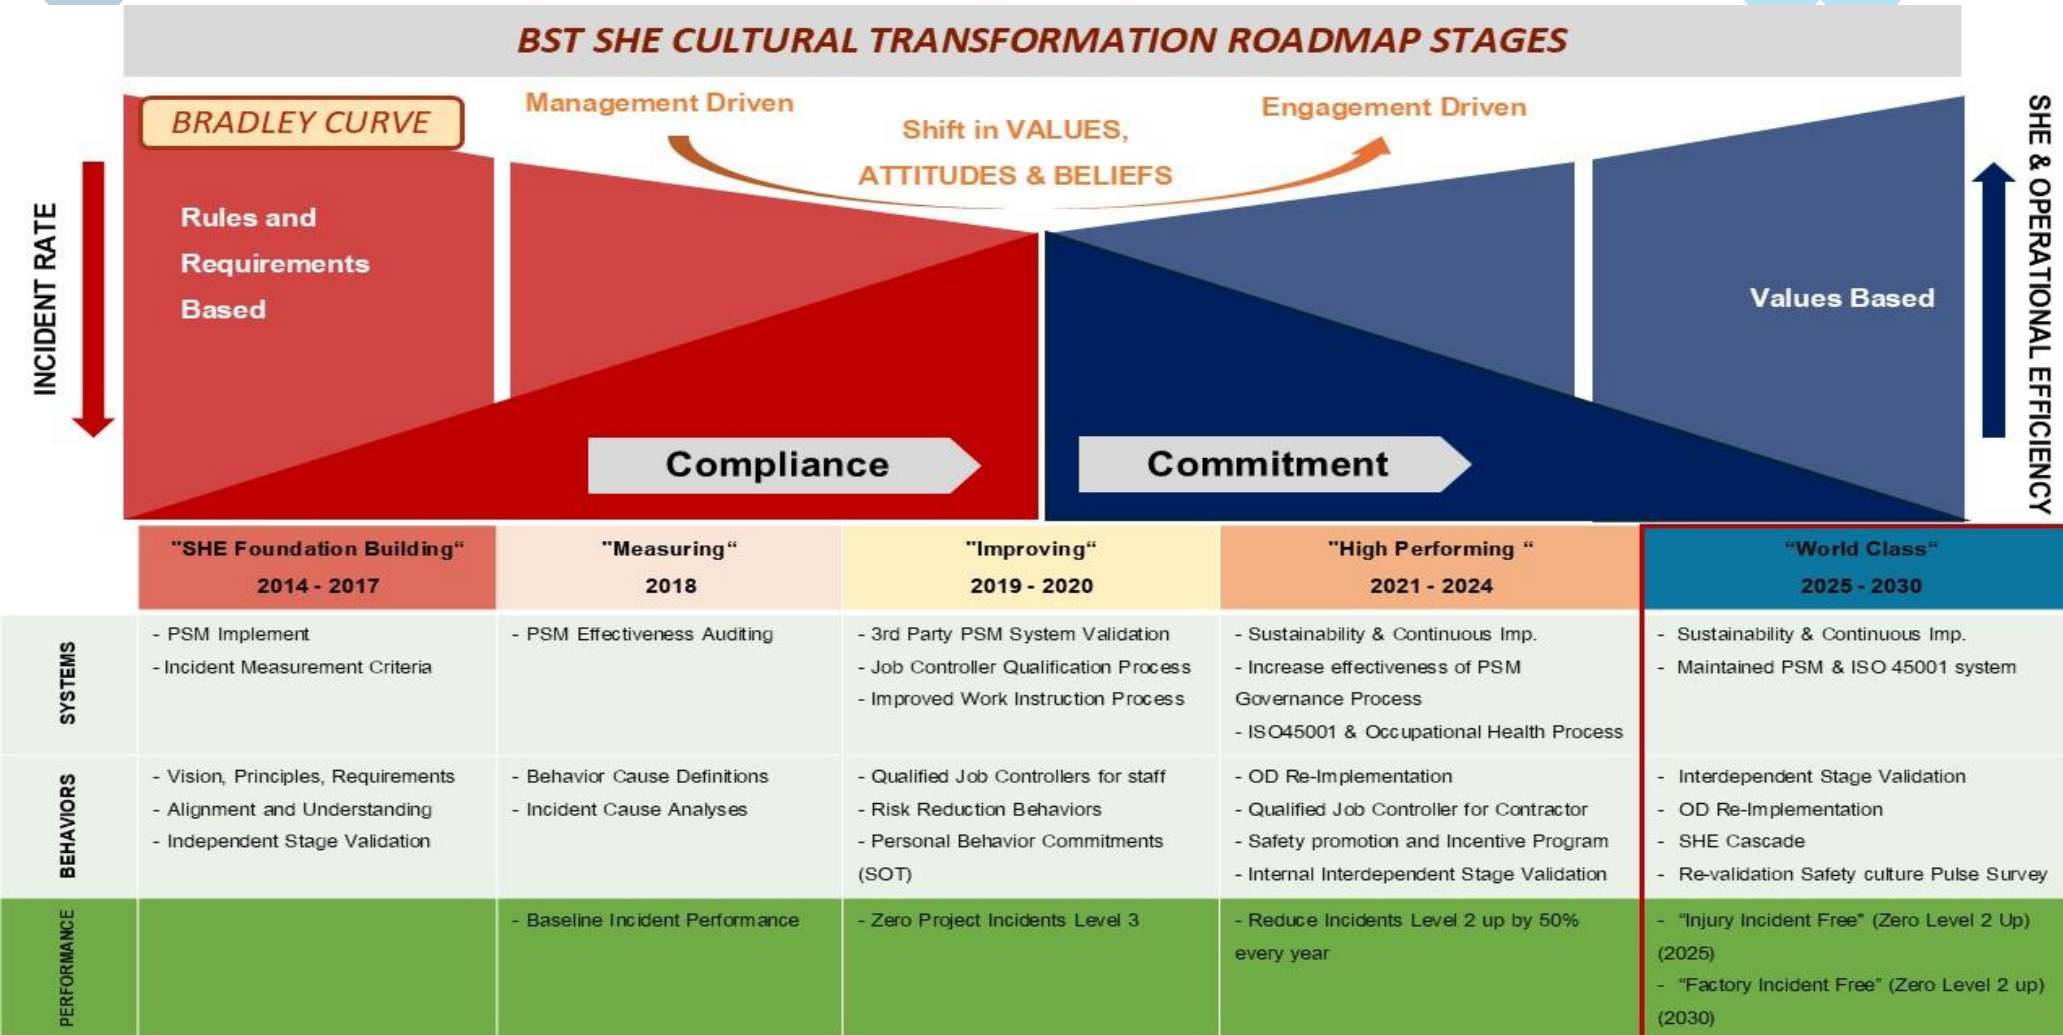 BST SHE CULTURAL TRANSFORMATION ROADMAP STAGES
BRADLEY CURVE
Management Driven
Shift in VALUES,
ATTITUDES & BELIEFS
Engagement Driven
INCIDENT RATE
SHE & OPERATIONAL EFFICIENCY
Rules and
Requirements
Based
Values Based
Compliance
Commitment
"SHE Foundation Building“
2014 - 2017
"Measuring“
2018
"Improving“
2019 - 2020
"High Performing “
2021 - 2024
“World Class“
2025 - 2030
SYSTEMS
- PSM Implement
- Incident Measurement Criteria
- PSM Effectiveness Auditing
- 3rd Party PSM System Validation
- Job Controller Qualification Process
- Improved Work Instruction Process
- Sustainability & Continuous Imp.
- Increase effectiveness of PSM
Governance Process
- ISO45001 & Occupational Health Process
- Sustainability & Continuous Imp.
- Maintained PSM & ISO 45001 system
BEHAVIORS
- Vision, Principles, Requirements
- Alignment and Understanding
- Independent Stage Validation
- Behavior Cause Definitions
- Incident Cause Analyses
- Qualified Job Controllers for staff
- Risk Reduction Behaviors
- Personal Behavior Commitments
(SOT)
- OD Re-Implementation
- Qualified Job Controller for Contractor
- Safety promotion and Incentive Program
- Internal Interdependent Stage Validation
- Interdependent Stage Validation
- OD Re-Implementation
- SHE Cascade
- Re-validation Safety culture Pulse Survey
PERFORMANCE
- Baseline Incident Performance
- Zero Project Incidents Level 3
- Reduce Incidents Level 2 up by 50%
every year
- “Injury Incident Free” (Zero Level 2 Up)
(2025)
- “Factory Incident Free” (Zero Level 2 up)
(2030)